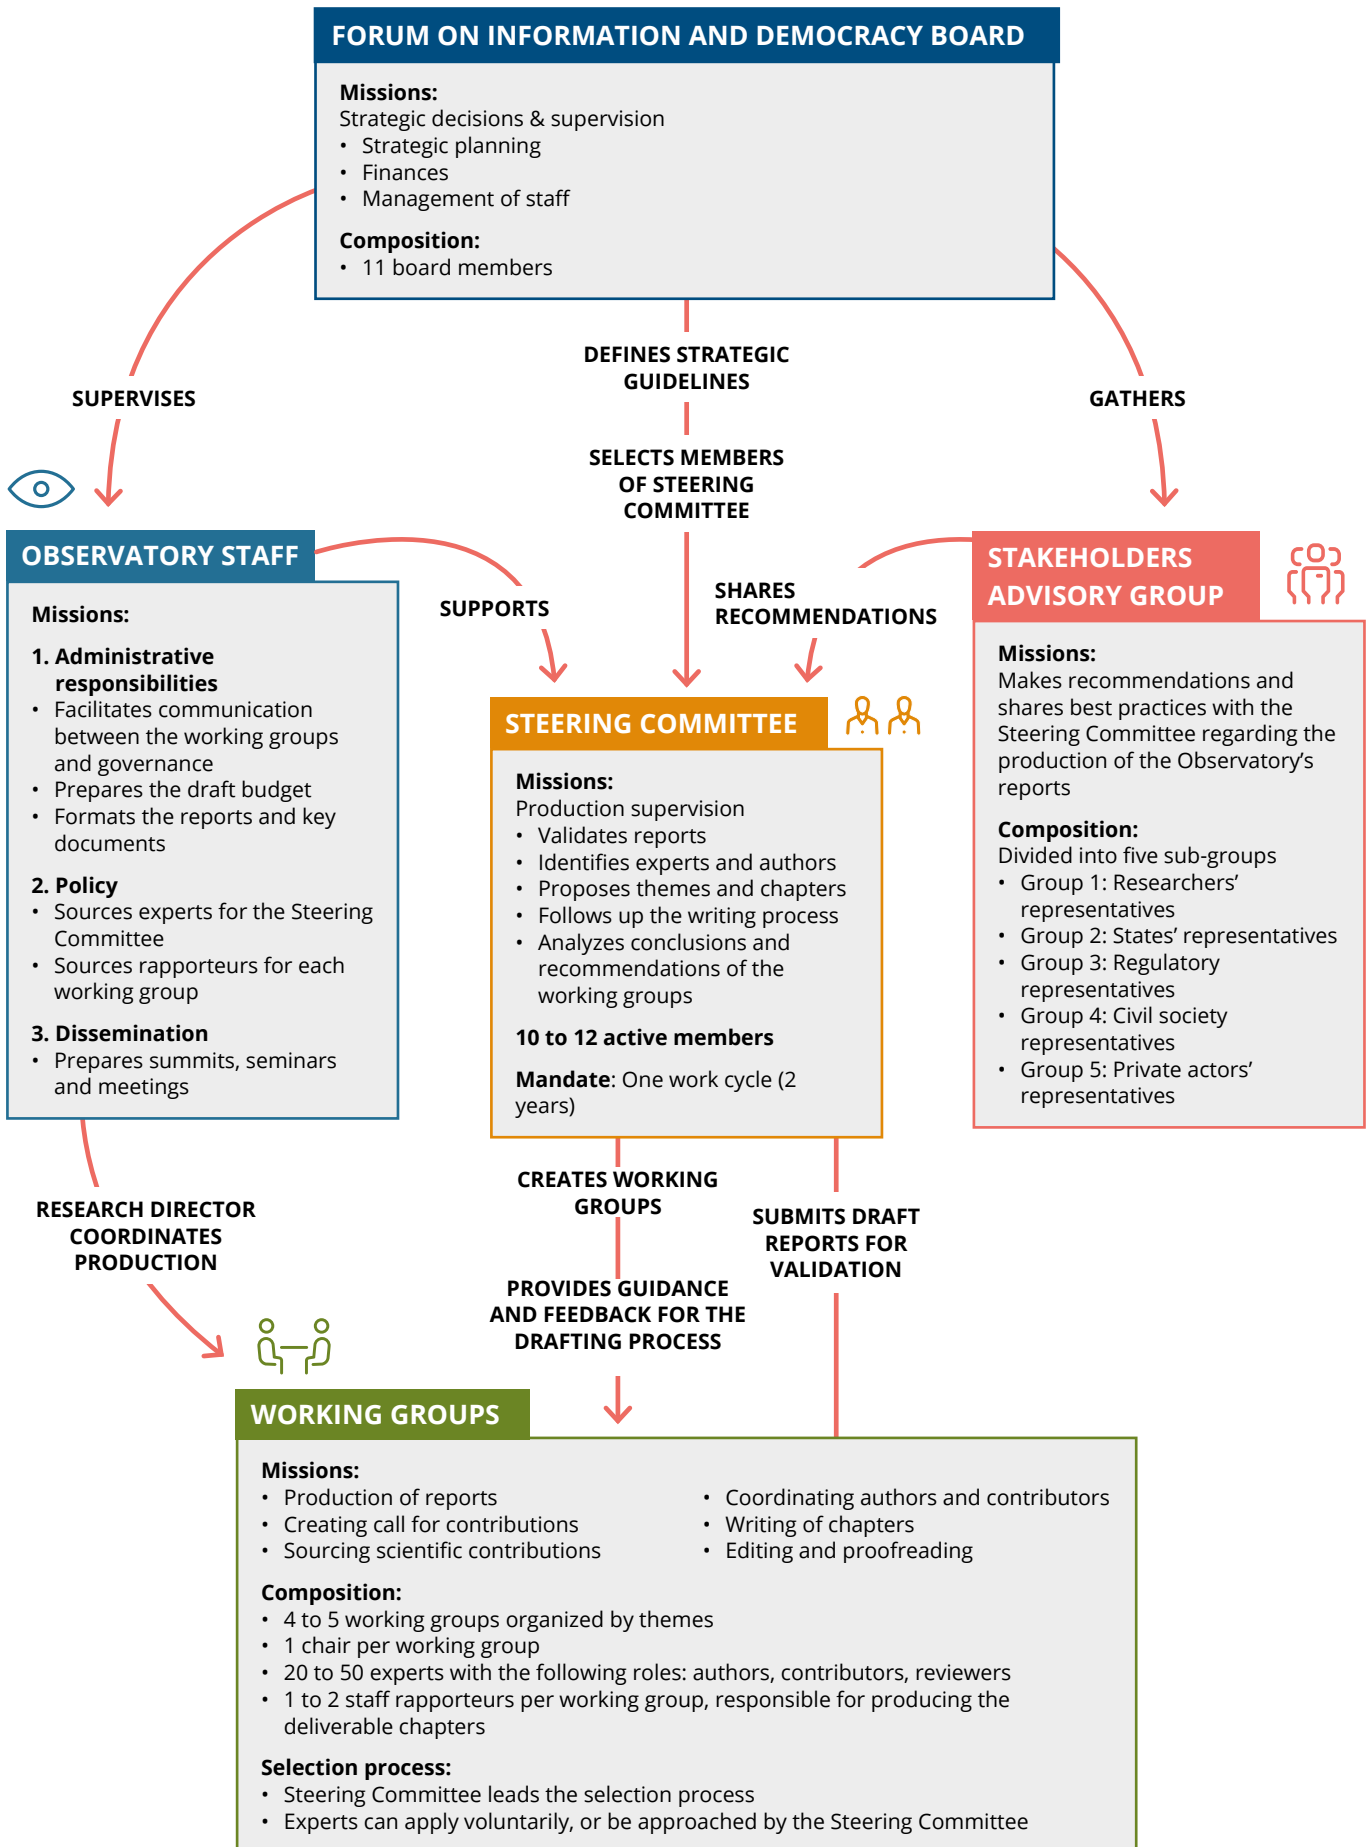 FORUM ON INFORMATION AND DEMOCRACY BOARD
Missions:
Strategic decisions & supervision
• Strategic planning
• Finances
• Management of staff
Composition:
• 11 board members
SUPERVISES
DEFINES STRATEGIC
GUIDELINES
SELECTS MEMBERS
OF STEERING
COMMITTEE
GATHERS
OBSERVATORY STAFF
Missions:
1. Administrative
responsibilities
• Facilitates communication
between the working groups
and governance
• Prepares the draft budget
• Formats the reports and key
documents
2. Policy
• Sources experts for the Steering
Committee
• Sources rapporteurs for each
working group
3. Dissemination
• Prepares summits, seminars
and meetings
SUPPORTS
SHARES
RECOMMENDATIONS
STEERING COMMITTEE
Missions:
Production supervision
• Validates reports
• Identifies experts and authors
• Proposes themes and chapters
• Follows up the writing process
• Analyzes conclusions and
recommendations of the
working groups
10 to 12 active members
Mandate: One work cycle (2
years)
STAKEHOLDERS
ADVISORY GROUP
Missions:
Makes recommendations and
shares best practices with the
Steering Committee regarding the
production of the Observatory’s
reports
Composition:
Divided into five sub-groups
• Group 1: Researchers’
representatives
• Group 2: States’ representatives
• Group 3: Regulatory
representatives
• Group 4: Civil society
representatives
• Group 5: Private actors’
representatives
RESEARCH DIRECTOR
COORDINATES
PRODUCTION
CREATES WORKING
GROUPS
PROVIDES GUIDANCE
AND FEEDBACK FOR THE
DRAFTING PROCESS
SUBMITS DRAFT
REPORTS FOR
VALIDATION
WORKING GROUPS
Missions:
• Production of reports
• Creating call for contributions
• Sourcing scientific contributions
• Coordinating authors and contributors
• Writing of chapters
• Editing and proofreading
Composition:
• 4 to 5 working groups organized by themes
• 1 chair per working group
• 20 to 50 experts with the following roles: authors, contributors, reviewers
• 1 to 2 staff rapporteurs per working group, responsible for producing the
deliverable chapters
Selection process:
• Steering Committee leads the selection process
• Experts can apply voluntarily, or be approached by the Steering Committee